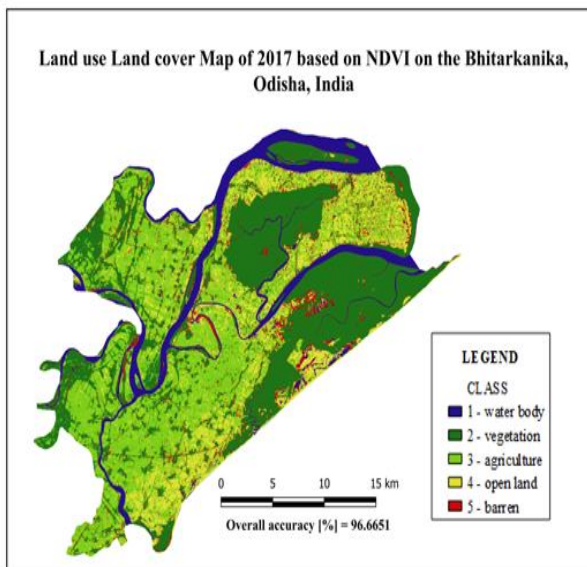 Land use Land cover Map of 2017 based on NDVI on the Bhitarkanika,
Odisha, India
LEGEND
CLASS
1 - water body
2 - vegetation
3 - agriculture
4 - open land
5 - barren
0 5 10 15 km
Overall accuracy [%] = 96.6651